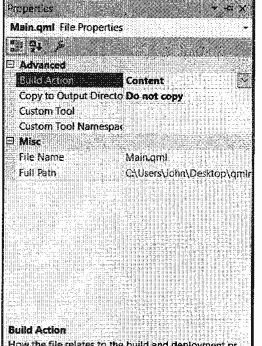 Properties
Main.qml File Properties
Advanced
Build Action Content
Copy to Output Directo Do not copy
Custom Tool
Custom Tool Namespac
Misc
File Name Main.qml
Full Path C:\Users\john\Desktop\qmlr
Build Action
How the file relates to the build and deployment pr